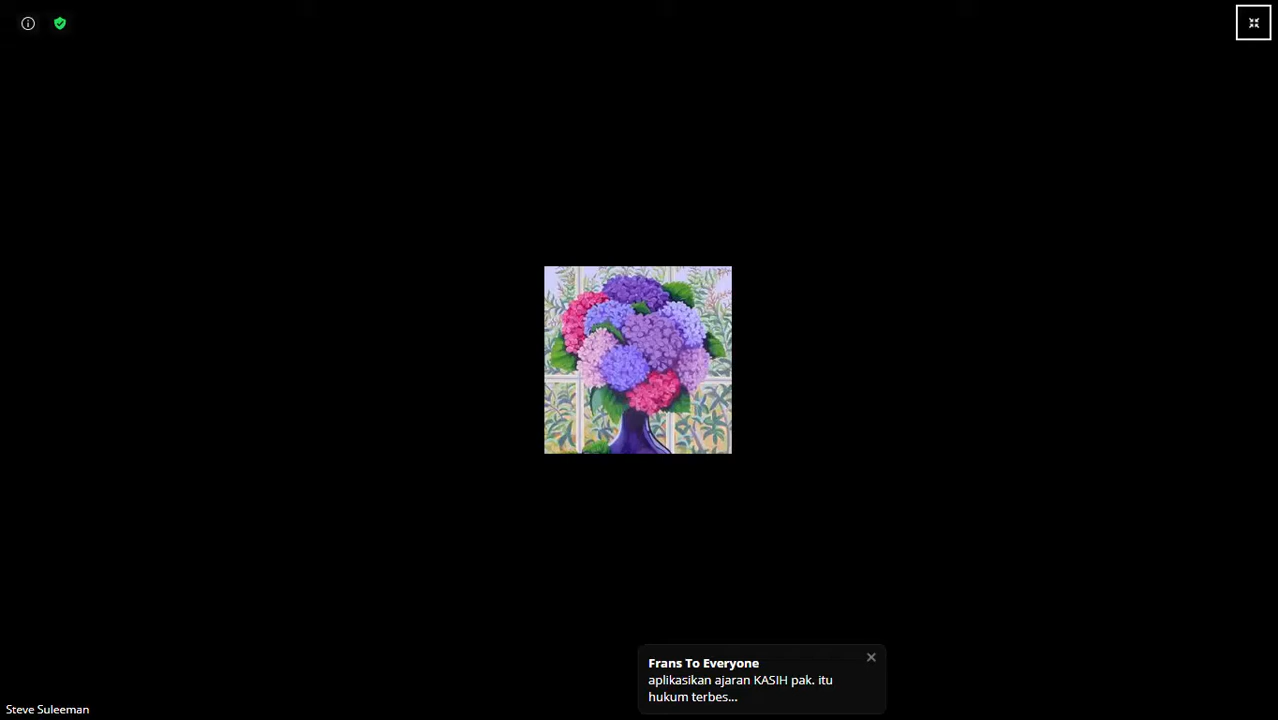 Frans To Everyone
aplikasikan ajaran KASIH pak. itu
hukum terbes...
Steve Suleeman